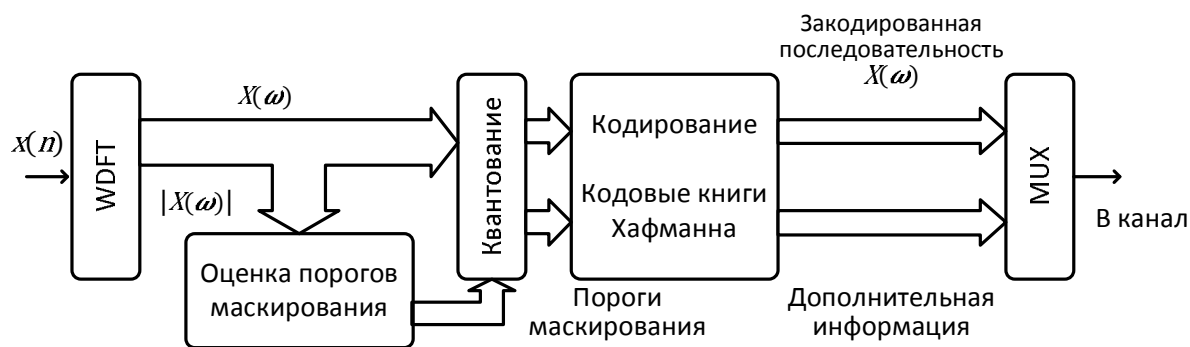 Закодированная
последовательность
X(ω)
X(ω)
x(n)
WDFT
|X(ω)|
Оценка порогов
маскирования
Квантование
Кодирование
Кодовые книги
Хафманна
Пороги
маскирования
Дополнительная
информация
MUX
В канал